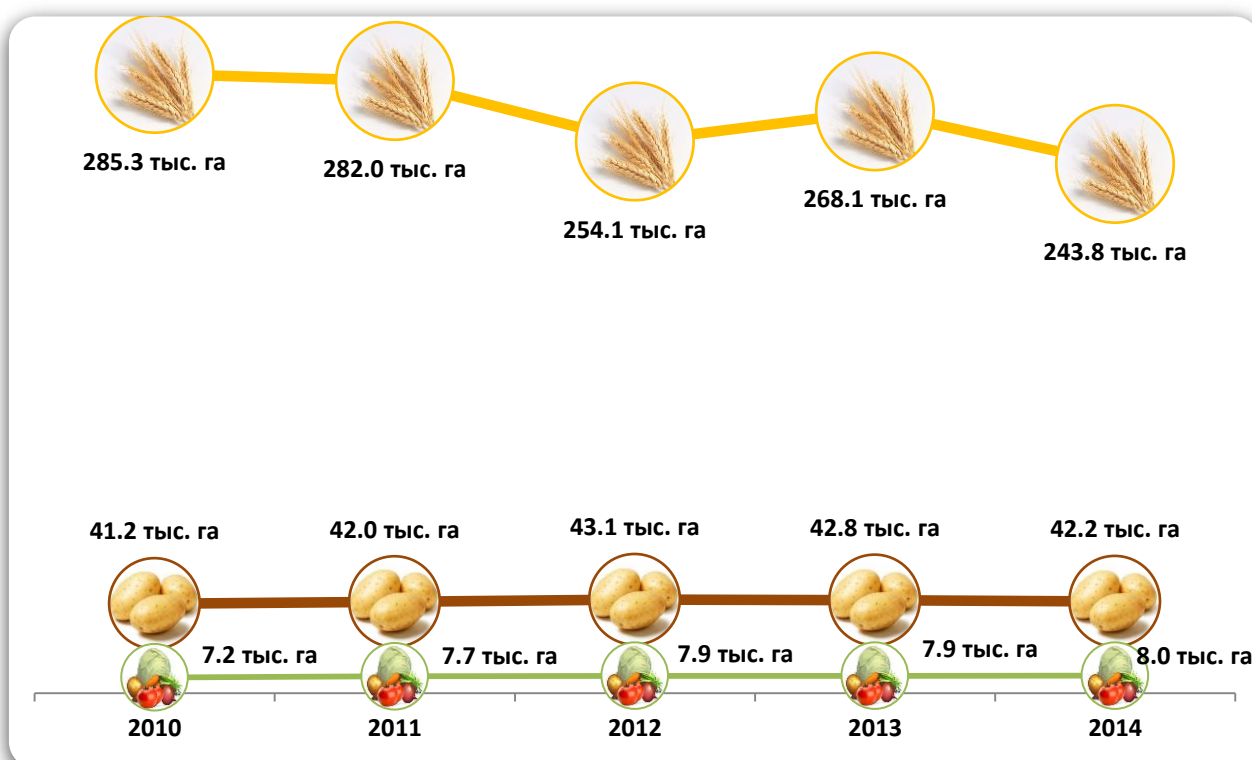 285.3 тыс. га
282.0 тыс. га
254.1 тыс. га
268.1 тыс. га
243.8 тыс. га
41.2 тыс. га
42.0 тыс. га
43.1 тыс. га
42.8 тыс. га
42.2 тыс. га
7.2 тыс. га
7.7 тыс. га
7.9 тыс. га
7.9 тыс. га
8.0 тыс. га
2010
2011
2012
2013
2014